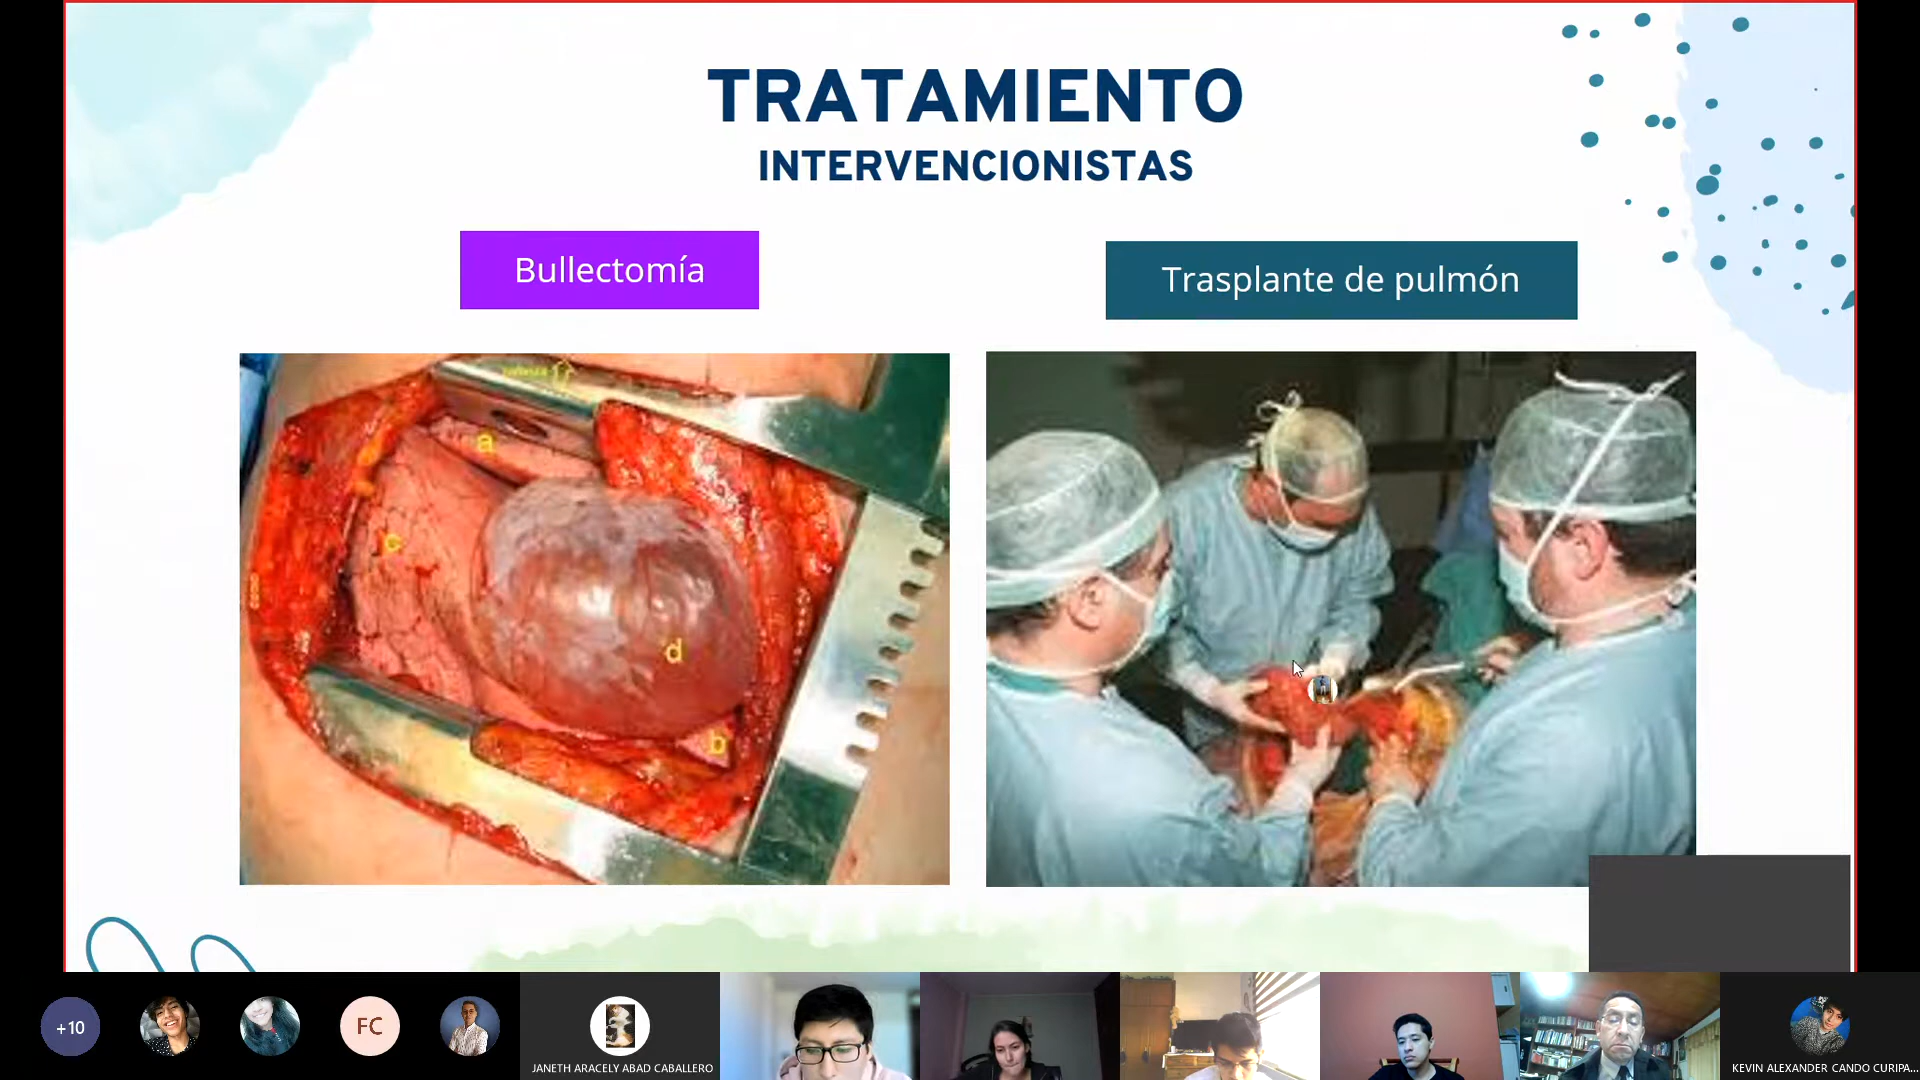 TRATAMIENTO
INTERVENCIONISTAS
Bullectomía
Trasplante de pulmón
a
c
d
b
+10
FC
JANETH ARACELY ABAD CABALLERO
KEVIN ALEXANDER CANDO CURIPA...